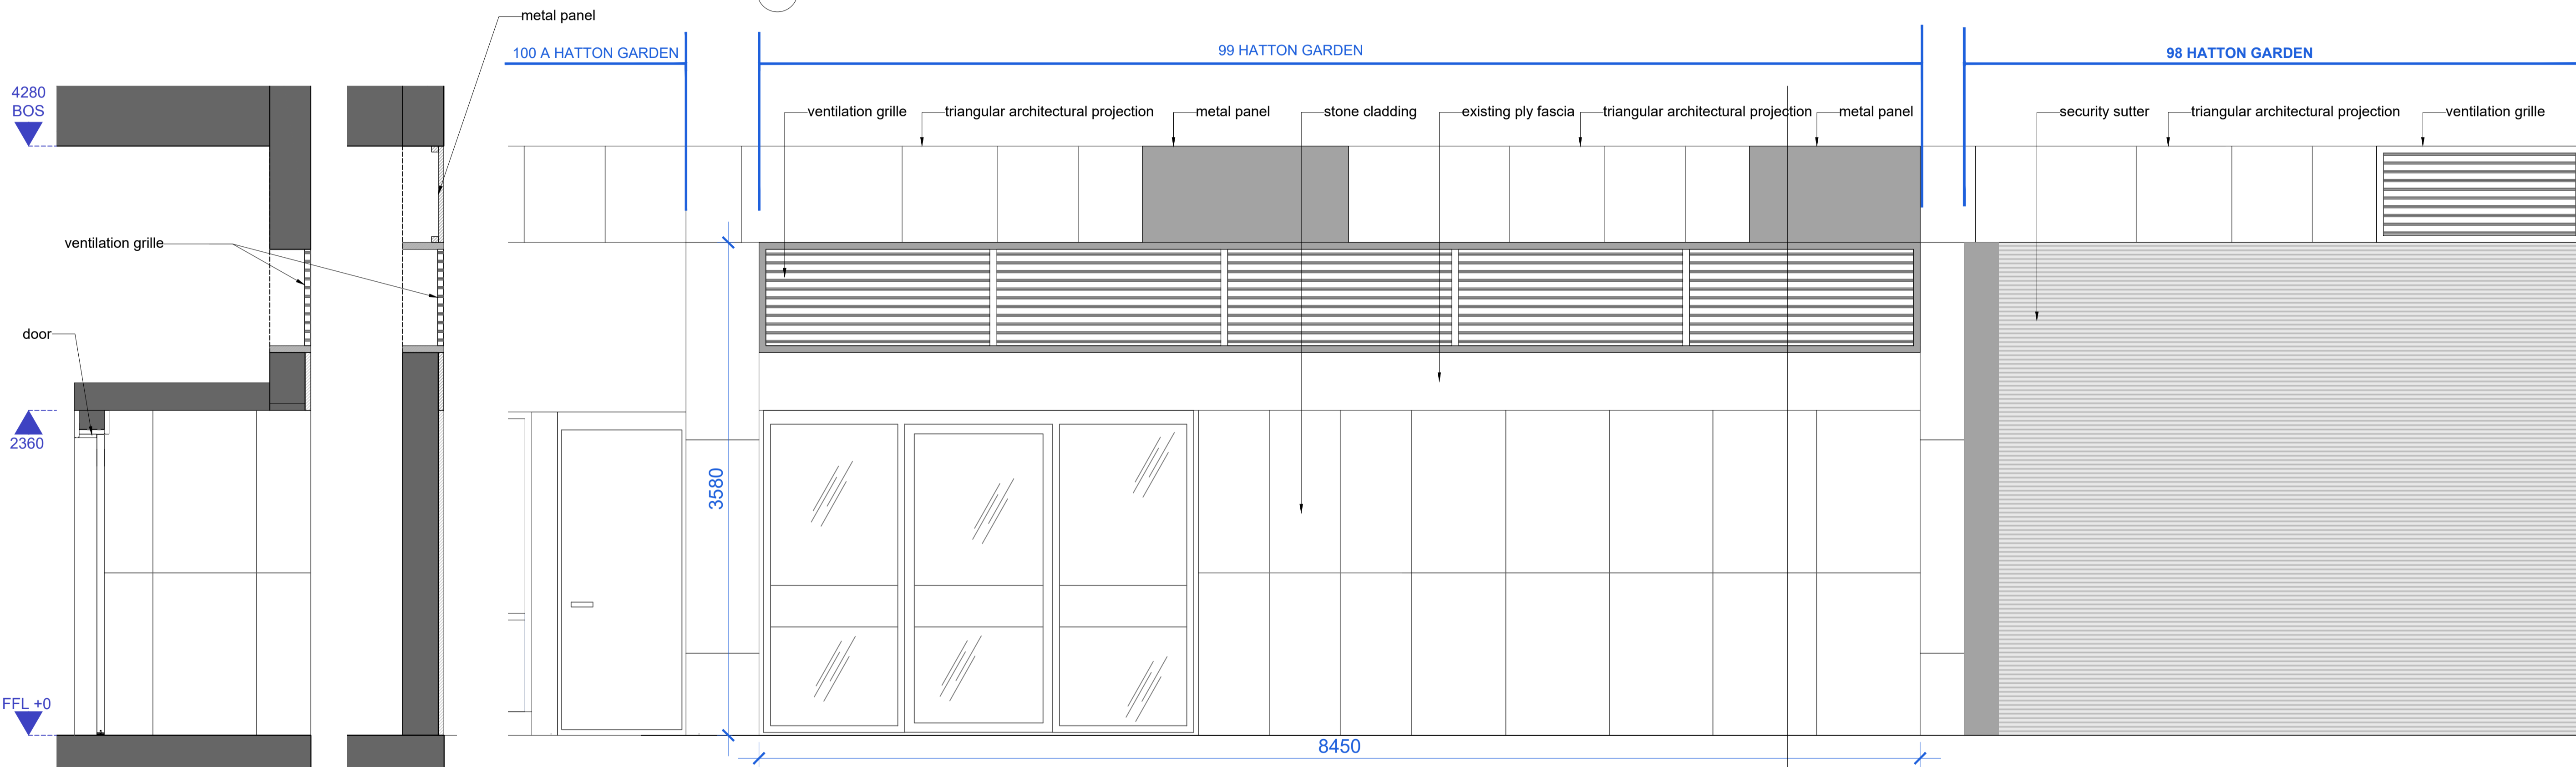 metal panel
100 A HATTON GARDEN
99 HATTON GARDEN
98 HATTON GARDEN
4280
BOS
ventilation grille
triangular architectural projection
metal panel
stone cladding
existing ply fascia
triangular architectural projection
metal panel
security sutter
triangular architectural projection
ventilation grille
ventilation grille
door
2360
3580
FFL +0
8450